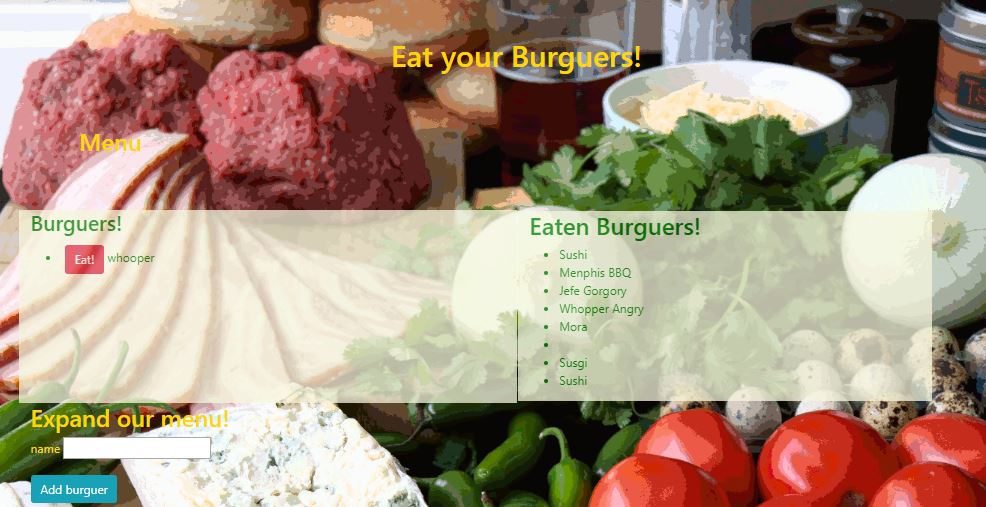 Eat your Burguers!
Menu
Burguers!
Eat! whooper
Eaten Burguers!
Sushi
Menphis BBQ
Jefe Gorgory
Whopper Angry
Mora
Susgi
Sushi
Expand our menu!
name
Add burguer